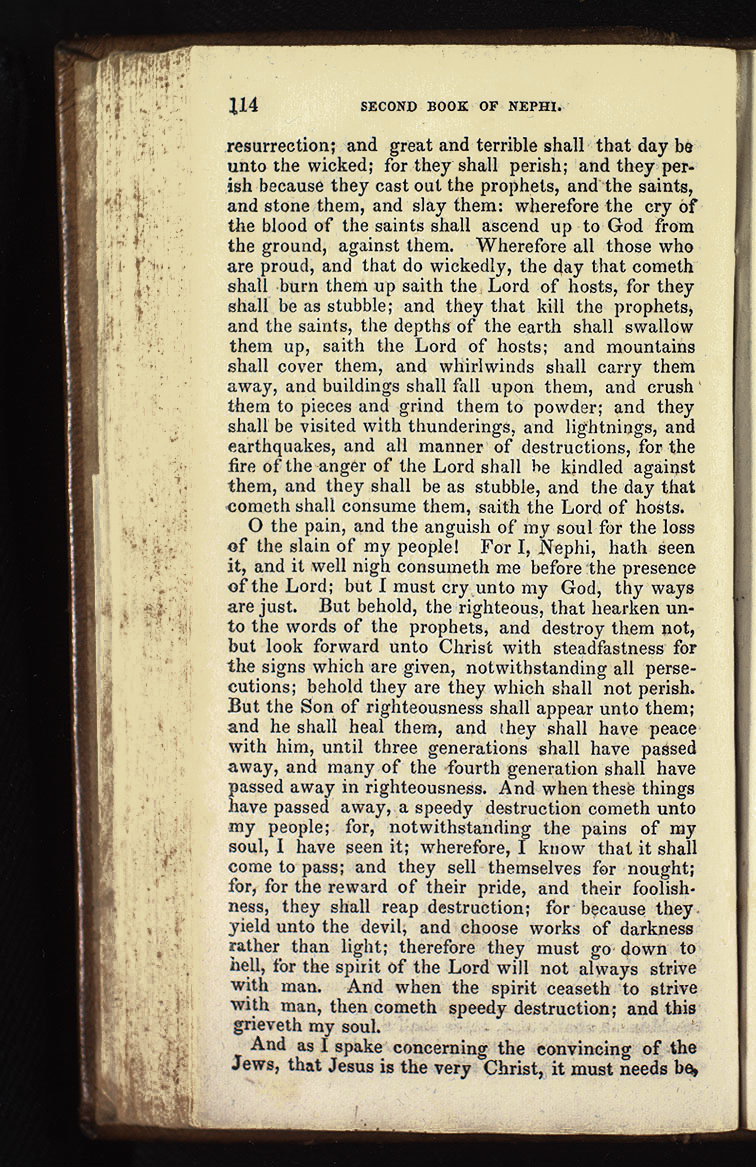 114 SECOND BOOK OF NEPHI.
resurrection; and great and terrible shall that day be
unto the wicked; for they shall perish; and they per-
ish because they cast out the prophets, and the saints,
and stone them, and slay them: wherefore the cry of
the blood of the saints shall ascend up to God from
the ground, against them. Wherefore all those who
are proud, and that do wickedly, the day that cometh
shall burn them up saith the Lord of hosts, for they
shall be as stubble; and they that kill the prophets,
and the saints, the depths of the earth shall swallow
them up, saith the Lord of hosts; and mountains
shall cover them, and whirlwinds shall carry them
away, and buildings shall fall upon them, and crush
them to pieces and grind them to powder; and they
shall be visited with thunderings, and lightnings, and
earthquakes, and all manner of destructions, for the
fire of the anger of the Lord shall be kindled against
them, and they shall be as stubble, and the day that
cometh shall consume them, saith the Lord of hosts.
O the pain, and the anguish of my soul for the loss
of the slain of my people! For I, Nephi, hath seen
it, and it well nigh consumeth me before the presence
of the Lord; but I must cry unto my God, thy ways
are just. But behold, the righteous, that hearken un-
to the words of the prophets, and destroy them not,
but look forward unto Christ with steadfastness for
the signs which are given, notwithstanding all perse-
cutions; behold they are they which shall not perish.
But the Son of righteousness shall appear unto them;
and he shall heal them, and they shall have peace
with him, until three generations shall have passed
away, and many of the fourth generation shall have
passed away in righteousness. And when these things
have passed away, a speedy destruction cometh unto
my people; for, notwithstanding the pains of my
soul, I have seen it; wherefore, I know that it shall
come to pass; and they sell themselves for nought;
for, for the reward of their pride, and their foolish-
ness, they shall reap destruction; for because they
yield unto the devil, and choose works of darkness
rather than light; therefore they must go down to
hell, for the spirit of the Lord will not always strive
with man. And when the spirit ceaseth to strive
with man, then cometh speedy destruction; and this
grieveth my soul.
And as I spake concerning the convincing of the
Jews, that Jesus is the very Christ, it must needs be,